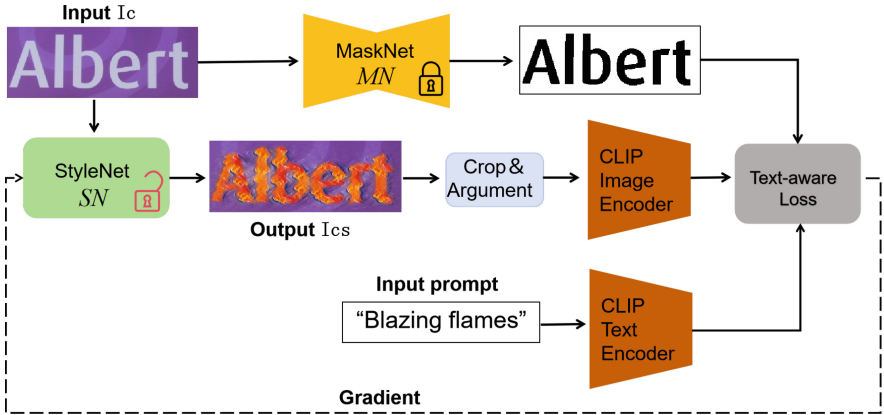 Input Ic
Albert
MaskNet
MN
Albert
StyleNet
SN
Albert
Output Ics
Crop &
Argument
CLIP
Image
Encoder
Text-aware
Loss
Input prompt
“Blazing flames”
CLIP
Text
Encoder
Gradient